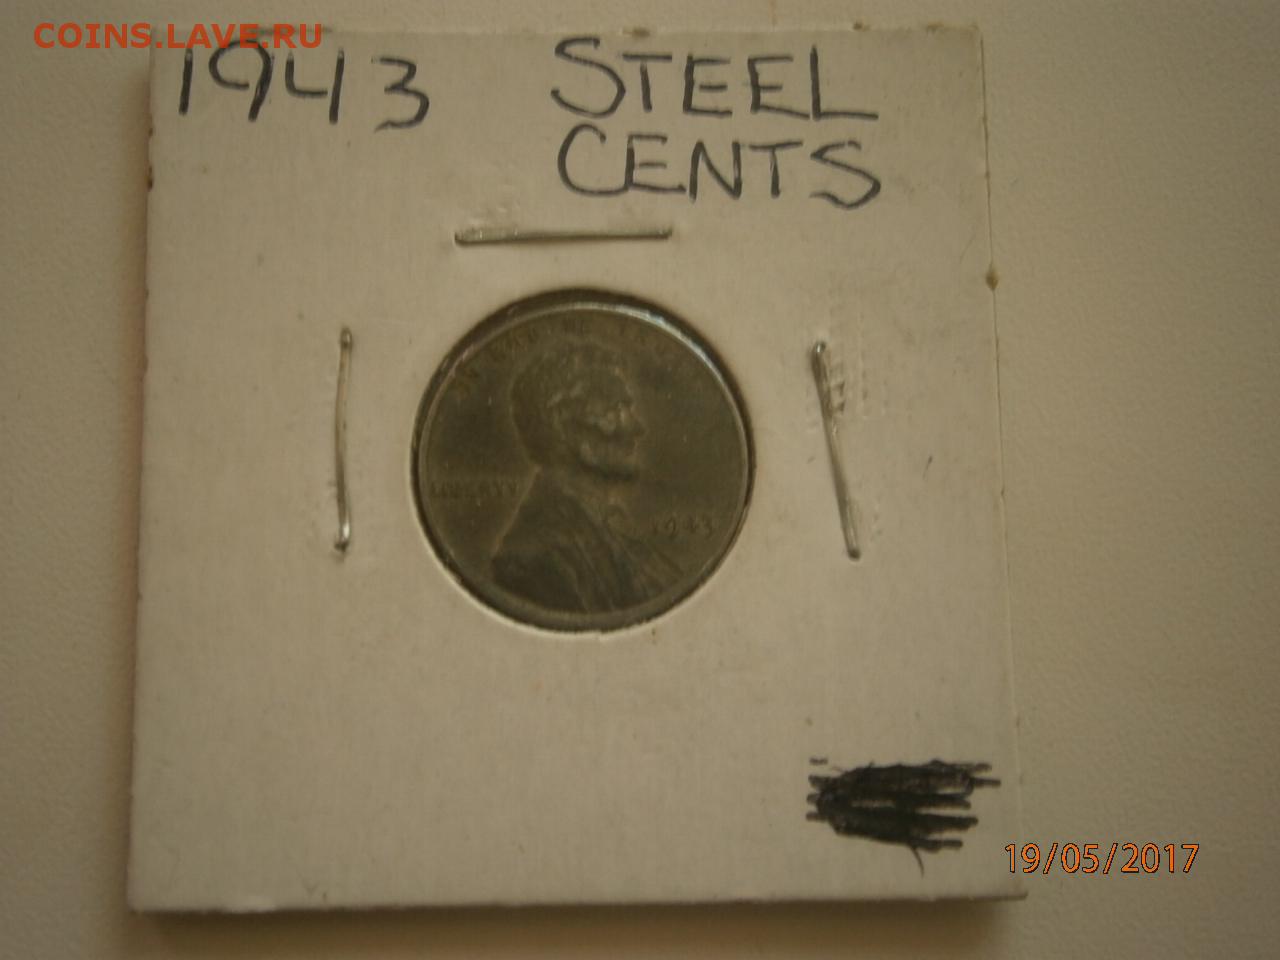 COINS.LAVE.RU
1943 STEEL
CENTS
LIBERTY
1943
19/05/2017